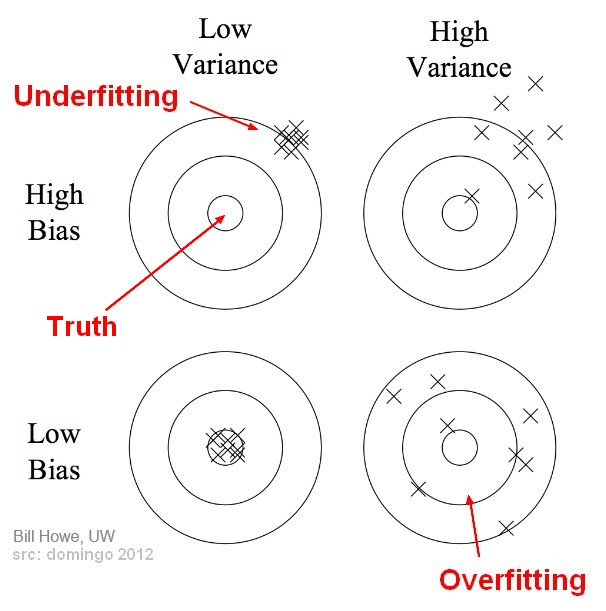 Low
Variance
High
Variance
Underfitting
High
Bias
Truth
Low
Bias
Bill Howe, UW
src: domingo 2012
Overfitting